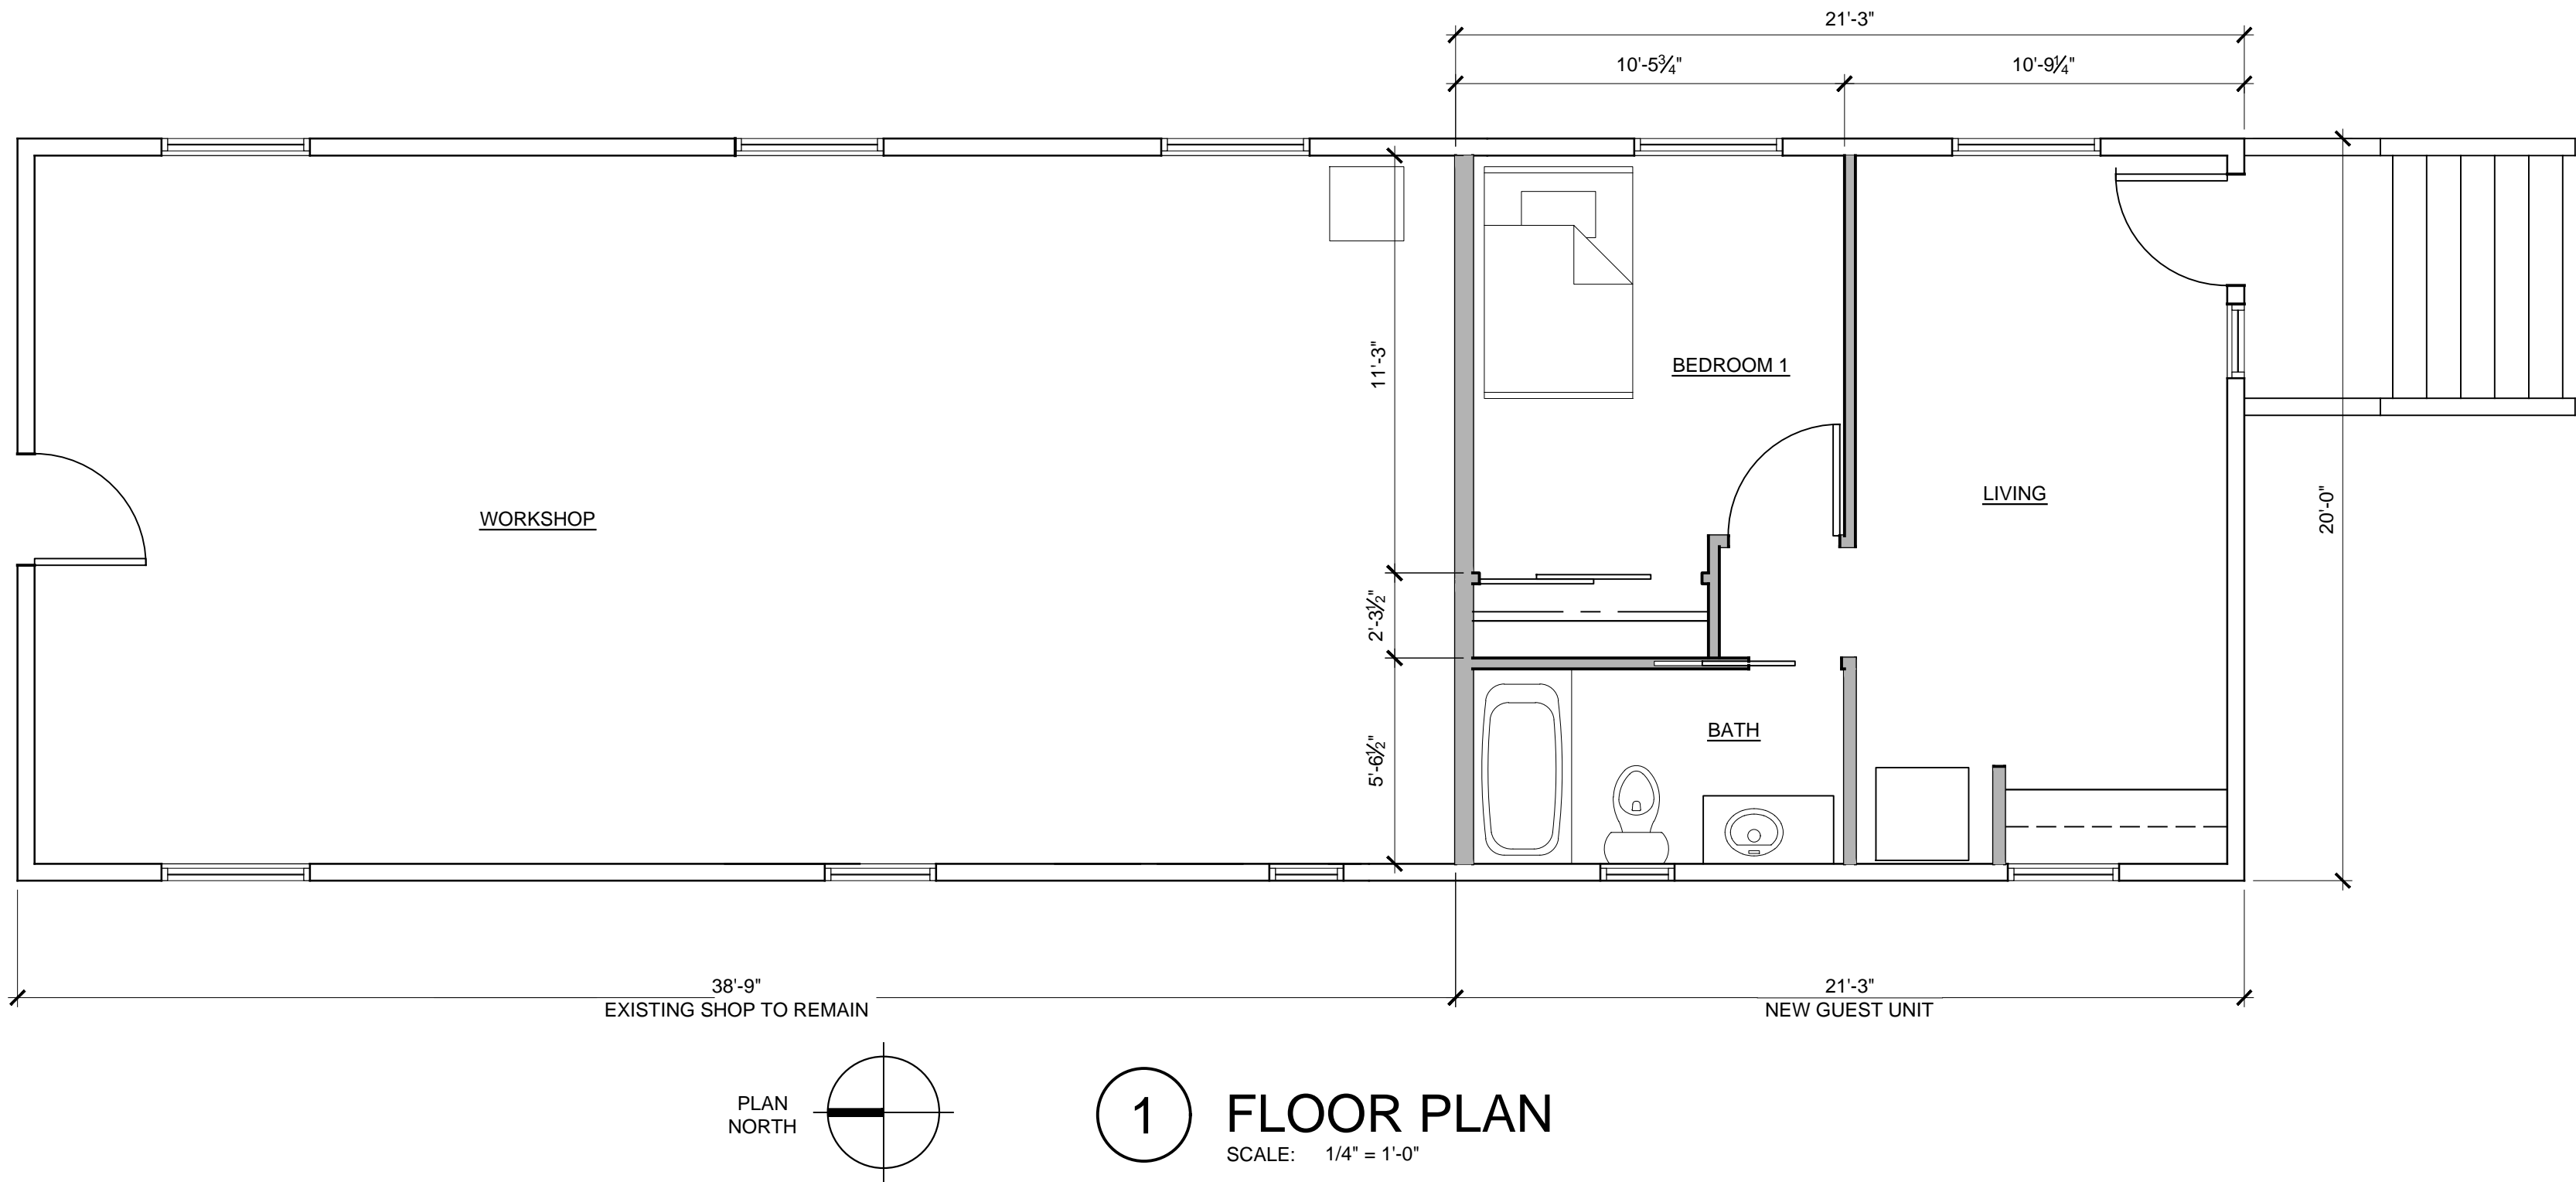 21'-3"
10'-5¾"
10'-9¼"
11'-3"
BEDROOM 1
LIVING
WORKSHOP
20'-0"
2'-3½"
BATH
5'-6½"
38'-9"
EXISTING SHOP TO REMAIN
21'-3"
NEW GUEST UNIT
PLAN
NORTH
1
FLOOR PLAN
SCALE: 1/4" = 1'-0"